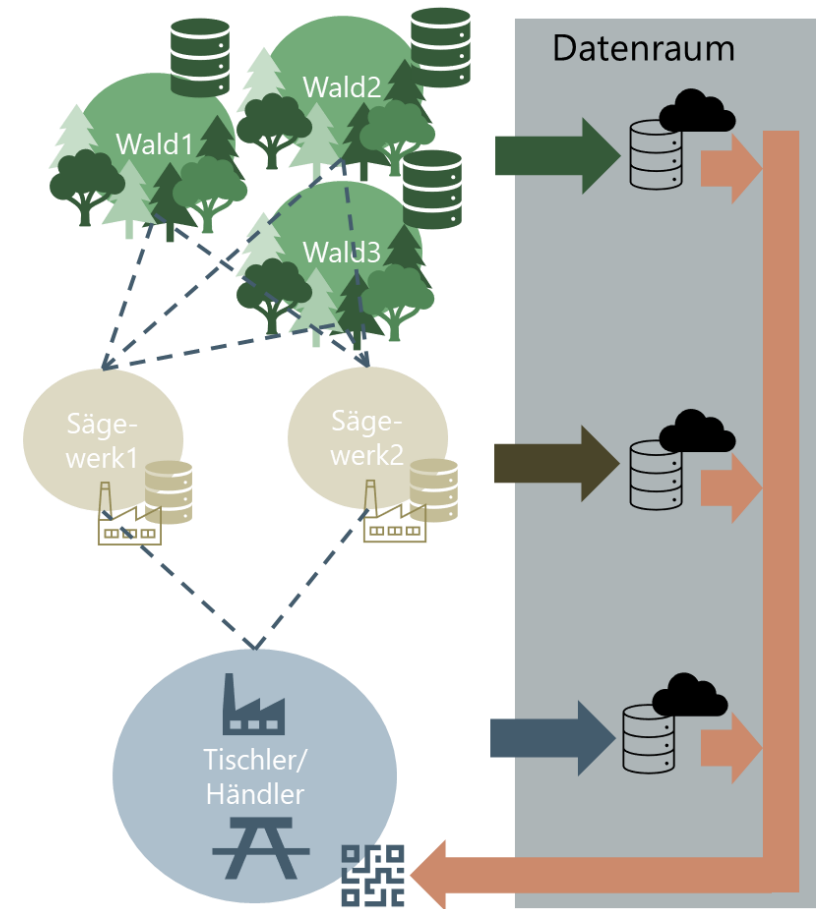 Datenraum
Wald1
Wald2
Wald3
Säge-
werk1
Säge-
werk2
Tischler/
Händler